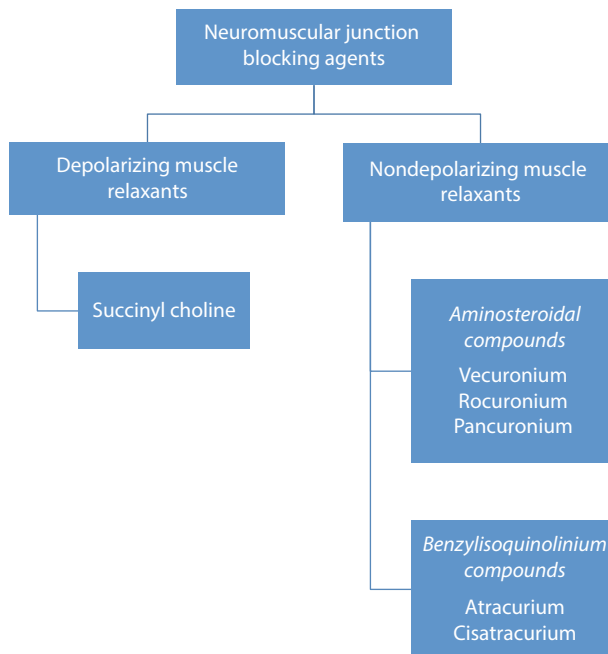 Neuromuscular junction
blocking agents
Depolarizing muscle
relaxants
Nondepolarizing muscle
relaxants
Succinyl choline
Aminosteroidal
compounds
Vecuronium
Rocuronium
Pancuronium
Benzylisoquinolinium
compounds
Atracurium
Cisatracurium